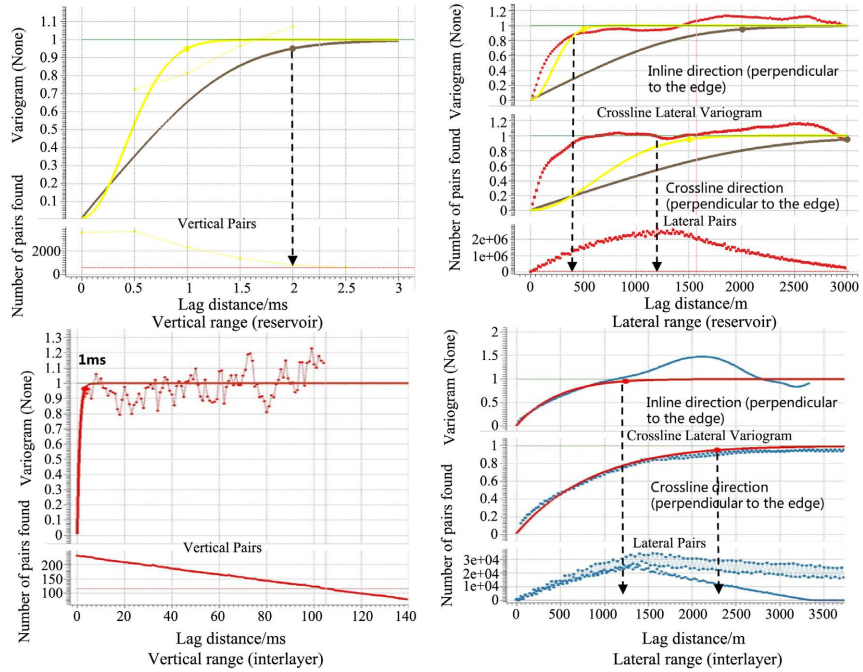 Variogram (None)
1.1
1
0.9
0.8
0.7
0.6
0.5
0.4
0.3
0.2
0.1
Vertical Pairs
Number of pairs found
2000
0
0 0.5 1 1.5 2 2.5 3
Lag distance/ms
Vertical range (reservoir)
Variogram (None)
1.2
1
0.8
0.6
0.4
0.2
0
Inline direction (perpendicular
to the edge)
Crossline Lateral Variogram
1.2
1.0
0.8
0.6
0.4
0.2
0
Crossline direction
(perpendicular to the edge)
Lateral Pairs
Number of pairs found
2e+06
1e+06
0
0 500 1000 1500 2000 2500 3000
Lag distance/m
Lateral range (reservoir)
Variogram (None)
1.3
1.2
1.1
1
0.9
0.8
0.7
0.6
0.5
0.4
0.3
0.2
0.1
0
1ms
Vertical Pairs
Number of pairs found
200
150
100
0 20 40 60 80 100 120 140
Lag distance/ms
Vertical range (interlayer)
Variogram (None)
2
1.5
1
0.5
0
Inline direction (perpendicular
to the edge)
Crossline Lateral Variogram
1
0.8
0.6
0.4
0.2
0
Crossline direction
(perpendicular to the edge)
Lateral Pairs
Number of pairs found
3e+04
2e+04
1e+04
0
0 500 1000 1500 2000 2500 3000 3500
Lag distance/m
Lateral range (interlayer)